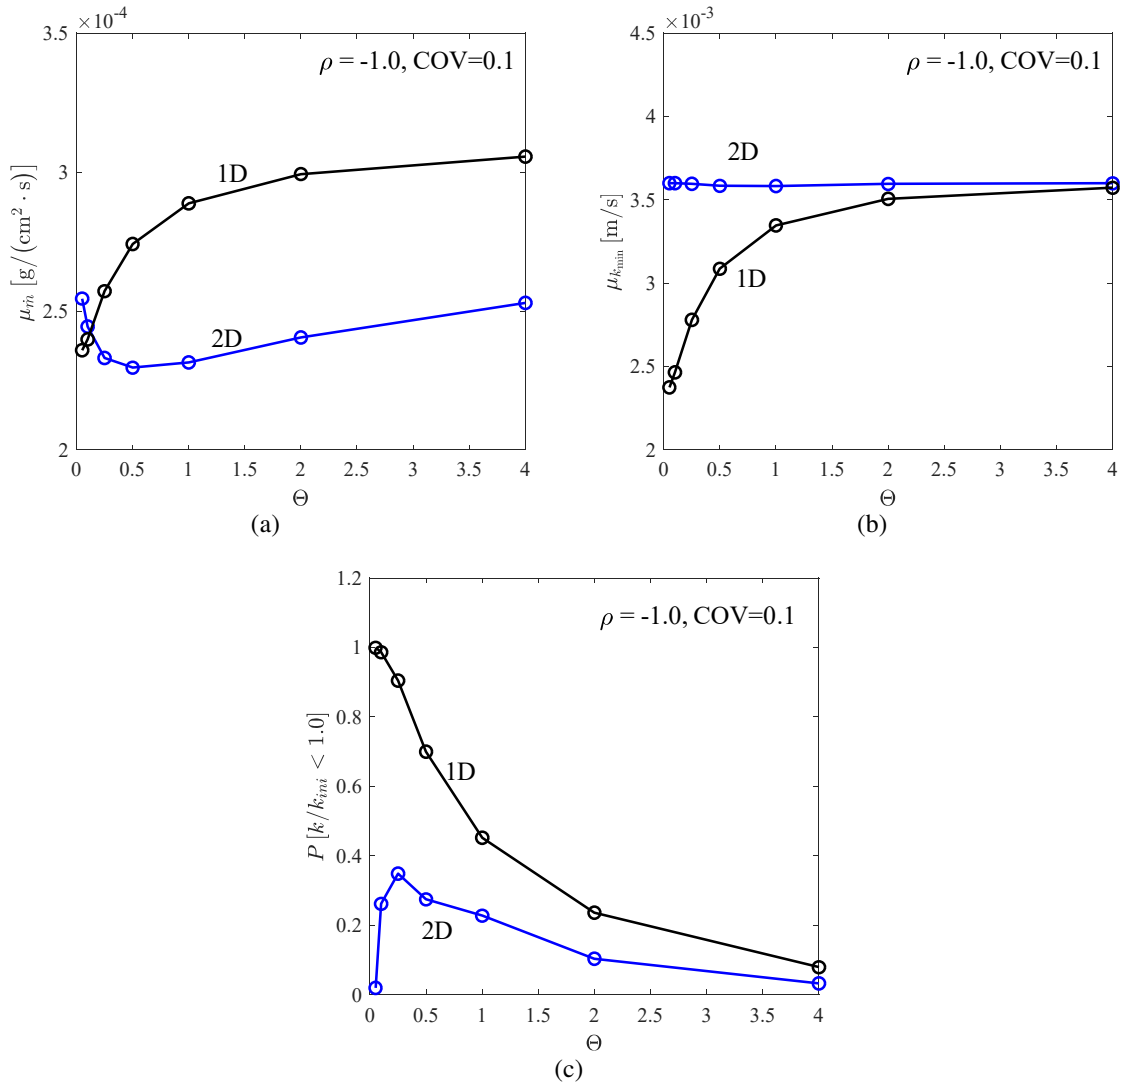 ×10⁻⁴
ρ = -1.0, COV=0.1
3.5
3
2.5
2
1D
2D
μ_ṁ [g/(cm² · s)]
0 0.5 1 1.5 2 2.5 3 3.5 4
Θ
(a)
×10⁻³
ρ = -1.0, COV=0.1
4.5
4
3.5
3
2.5
2
2D
1D
μ_{k_min} [m/s]
0 0.5 1 1.5 2 2.5 3 3.5 4
Θ
(b)
ρ = -1.0, COV=0.1
1.2
1
0.8
0.6
0.4
0.2
0
1D
2D
P [k/k_{ini} < 1.0]
0 0.5 1 1.5 2 2.5 3 3.5 4
Θ
(c)